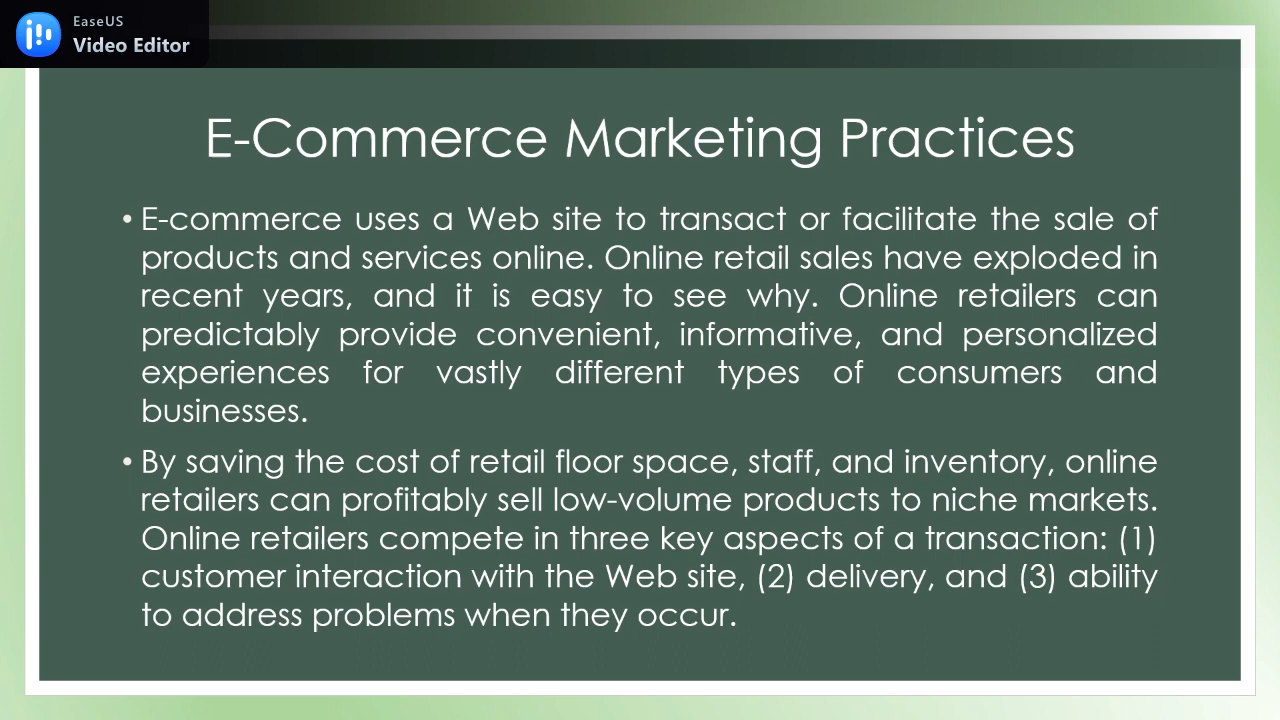 EaseUS
Video Editor
E-Commerce Marketing Practices
• E-commerce uses a Web site to transact or facilitate the sale of
products and services online. Online retail sales have exploded in
recent years, and it is easy to see why. Online retailers can
predictably provide convenient, informative, and personalized
experiences for vastly different types of consumers and
businesses.
• By saving the cost of retail floor space, staff, and inventory, online
retailers can profitably sell low-volume products to niche markets.
Online retailers compete in three key aspects of a transaction: (1)
customer interaction with the Web site, (2) delivery, and (3) ability
to address problems when they occur.